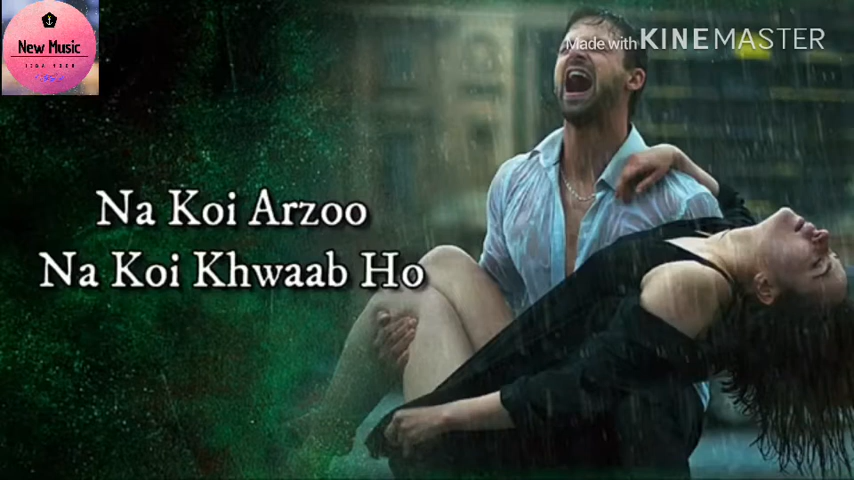 New Music
Made with KINEMASTER
Na Koi Arzoo
Na Koi Khwaab Ho